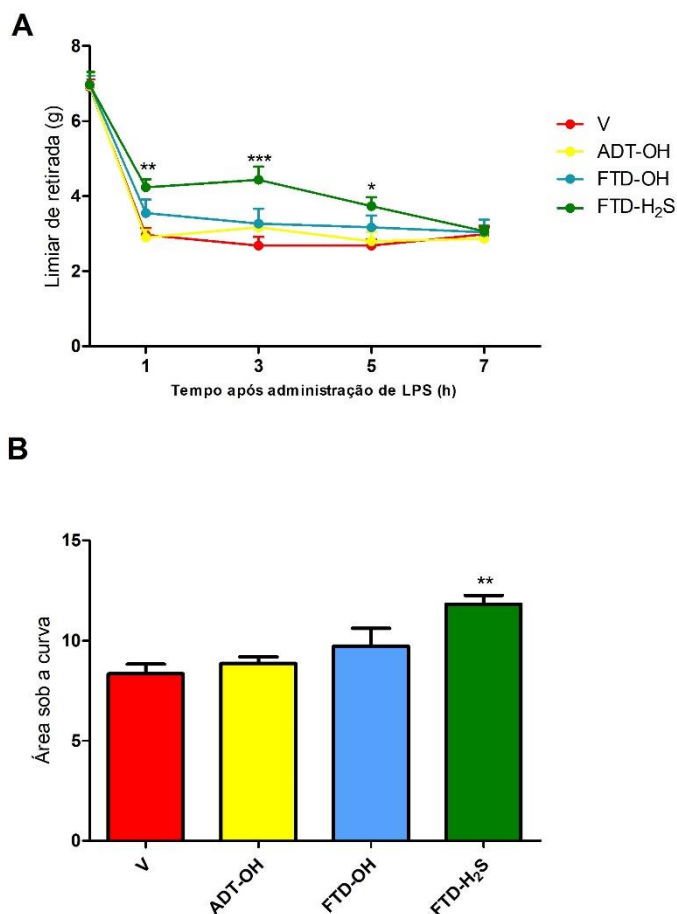 A
Limiar de retirada (g)
8
6
4
2
0
** *** *
1 3 5 7
Tempo após administração de LPS (h)
V
ADT-OH
FTD-OH
FTD-H₂S
B
Área sob a curva
15
10
5
0
**
V ADT-OH FTD-OH FTD-H₂S